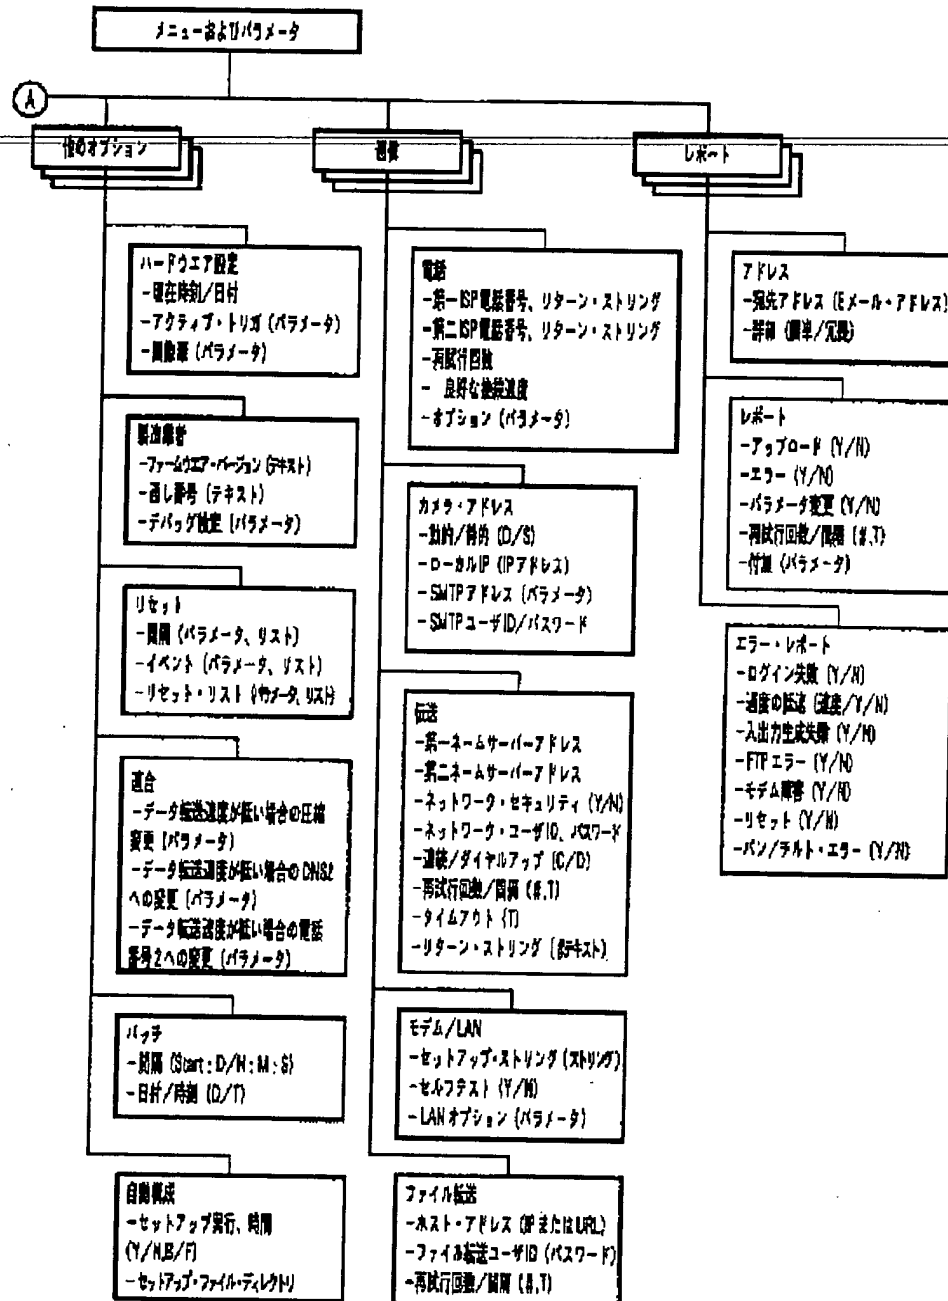 メニューおよびパラメータ
A
他のオプション
通信
レポート
ハードウエア設定
-現在時刻/日付
-アクティブ・トリガ (パラメータ)
-画像源 (パラメータ)
製造業者
-ファームウエア・バージョン (テキスト)
-通し番号 (テキスト)
-デバッグ設定 (パラメータ)
リセット
-間隔 (パラメータ、リスト)
-イベント (パラメータ、リスト)
-リセット・リスト (パラメータ、リスト)
適合
-データ転送速度が低い場合の圧縮
変更 (パラメータ)
-データ転送速度が低い場合のDNS2
への変更 (パラメータ)
-データ転送速度が低い場合の電話
番号2への変更 (パラメータ)
バッチ
-間隔 (Start:D/H:M:S)
-日付/時刻 (D/T)
自動構成
-セットアップ実行、時間
(Y/N,B/F)
-セットアップ・ファイル・ディレクトリ
電話
-第一ISP電話番号、リターン・ストリング
-第二ISP電話番号、リターン・ストリング
-再試行回数
- 良好な接続速度
-オプション (パラメータ)
カメラ・アドレス
-動的/静的 (D/S)
-ローカルIP (IPアドレス)
-SMTPアドレス (パラメータ)
-SMTPユーザID/パスワード
伝送
-第一ネームサーバーアドレス
-第二ネームサーバーアドレス
-ネットワーク・セキュリティ (Y/N)
-ネットワーク・ユーザID、パスワード
-連続/ダイヤルアップ (C/D)
-再試行回数/間隔 (#,T)
-タイムアウト (T)
-リターン・ストリング (テキスト)
モデム/LAN
-セットアップ・ストリング (ストリング)
-セルフテスト (Y/N)
-LANオプション (パラメータ)
ファイル転送
-ホスト・アドレス (IPまたはURL)
-ファイル転送ユーザID (パスワード)
-再試行回数/間隔 (#,T)
アドレス
-宛先アドレス (Eメール・アドレス)
-詳細 (簡単/冗長)
レポート
-アップロード (Y/N)
-エラー (Y/N)
-パラメータ変更 (Y/N)
-再試行回数/間隔 (#,T)
-付加 (パラメータ)
エラー・レポート
-ログイン失敗 (Y/N)
-過度の低速 (速度/Y/N)
-入出力生成失敗 (Y/N)
-FTPエラー (Y/N)
-モデム障害 (Y/N)
-リセット (Y/N)
-パン/チルト・エラー (Y/N)